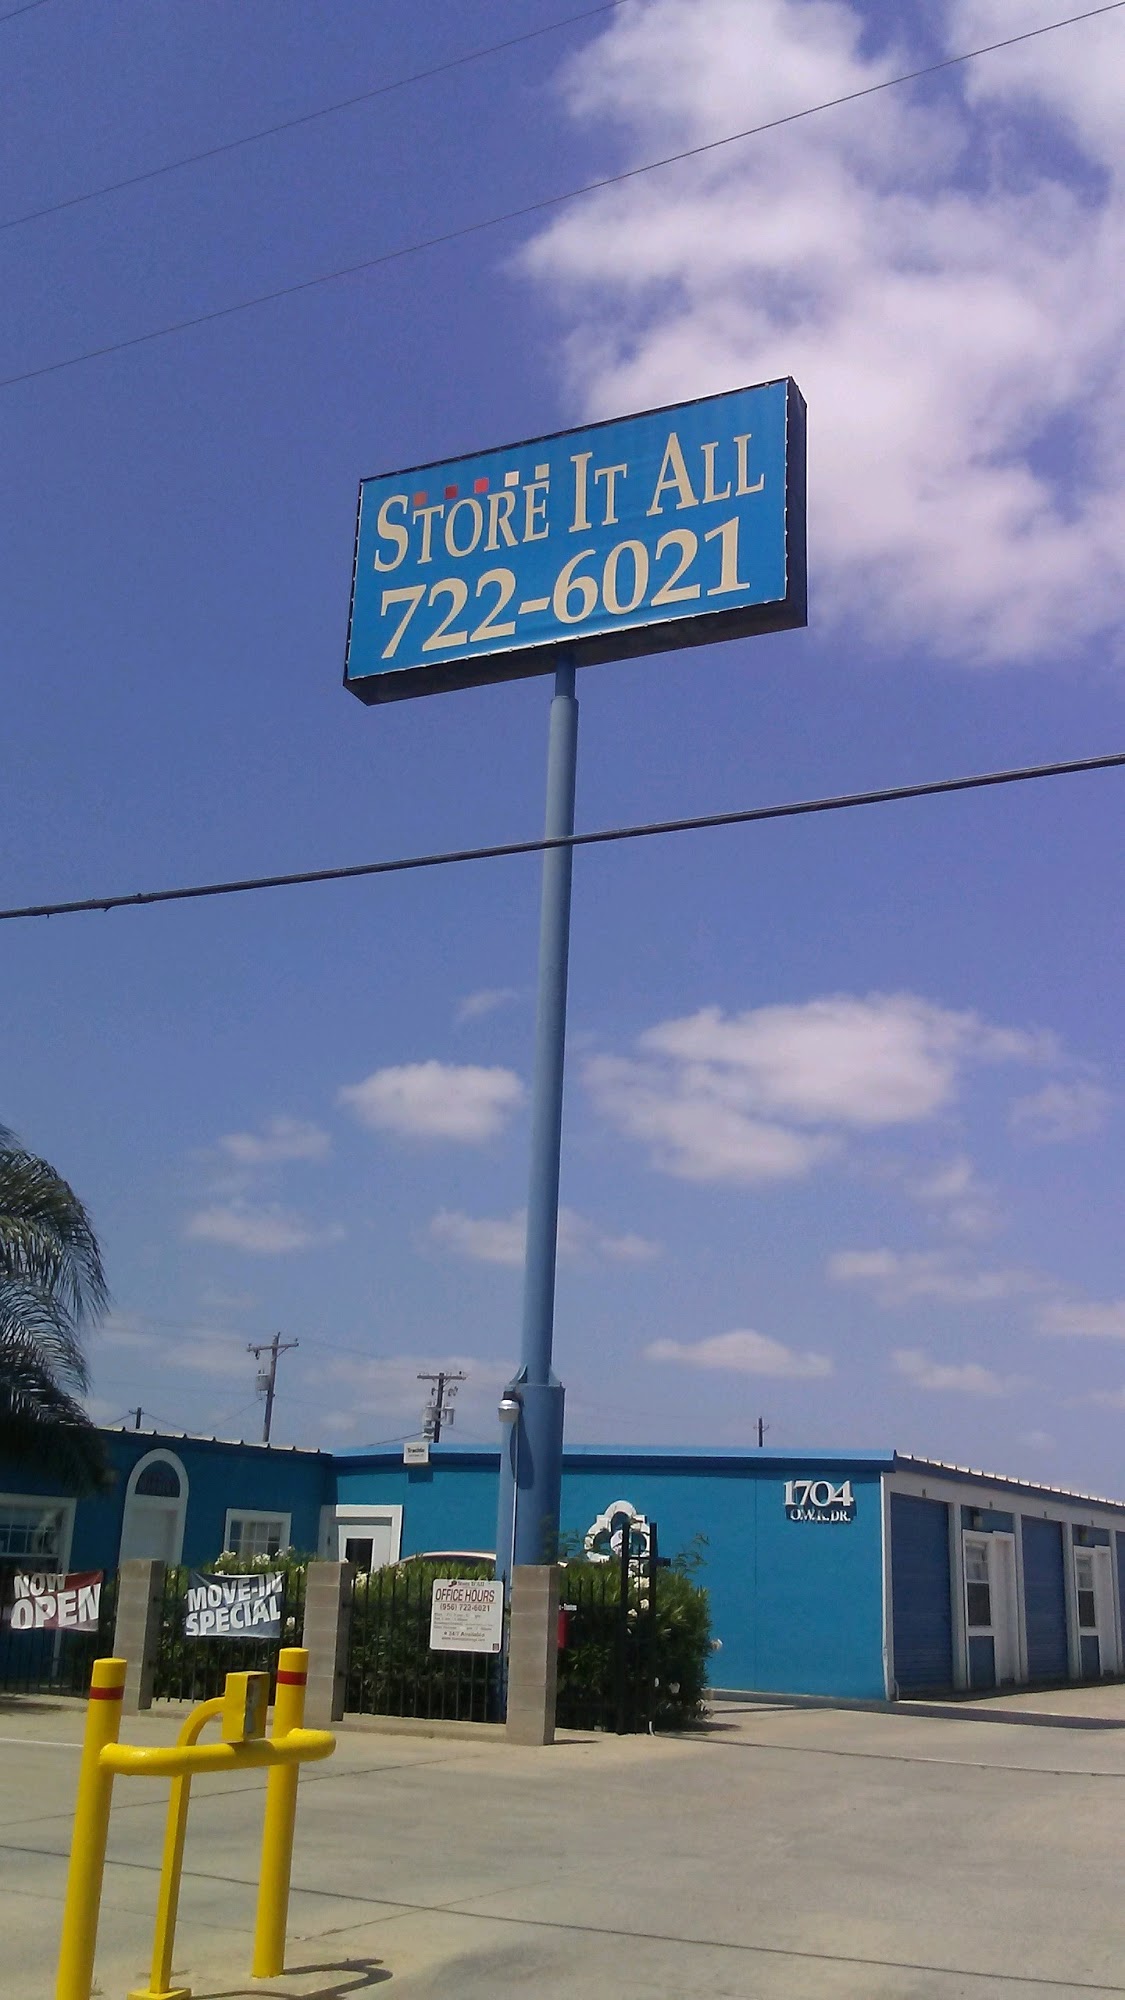 STORE IT ALL
722-6021
1704
O.W.K. DR.
NOW
OPEN
MOVE-IN
SPECIAL
OFFICE HOURS
(956) 722-6021